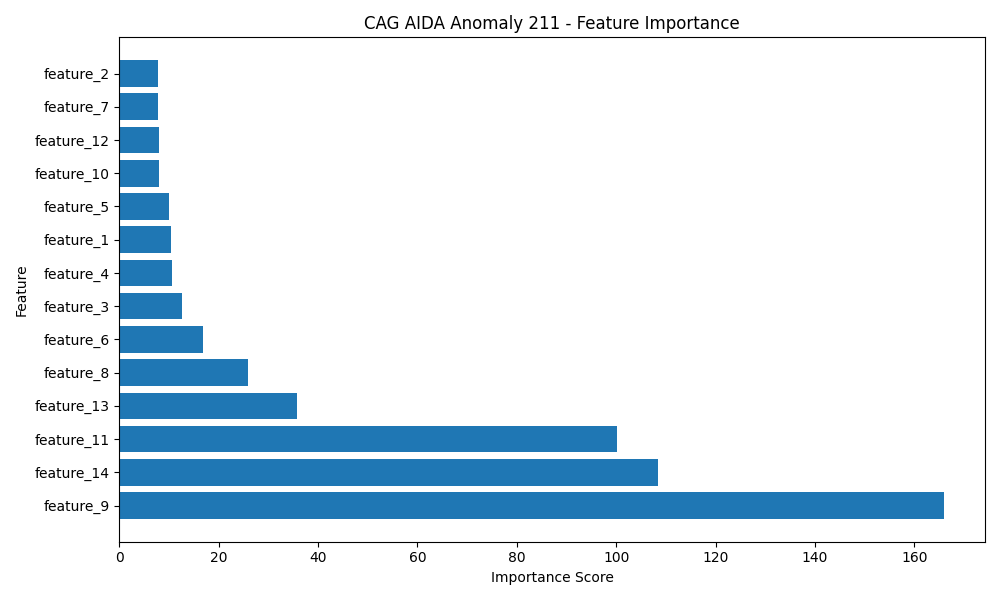 CAG AIDA Anomaly 211 - Feature Importance
feature_2
feature_7
feature_12
feature_10
feature_5
feature_1
feature_4
feature_3
feature_6
feature_8
feature_13
feature_11
feature_14
feature_9
Feature
0 20 40 60 80 100 120 140 160
Importance Score